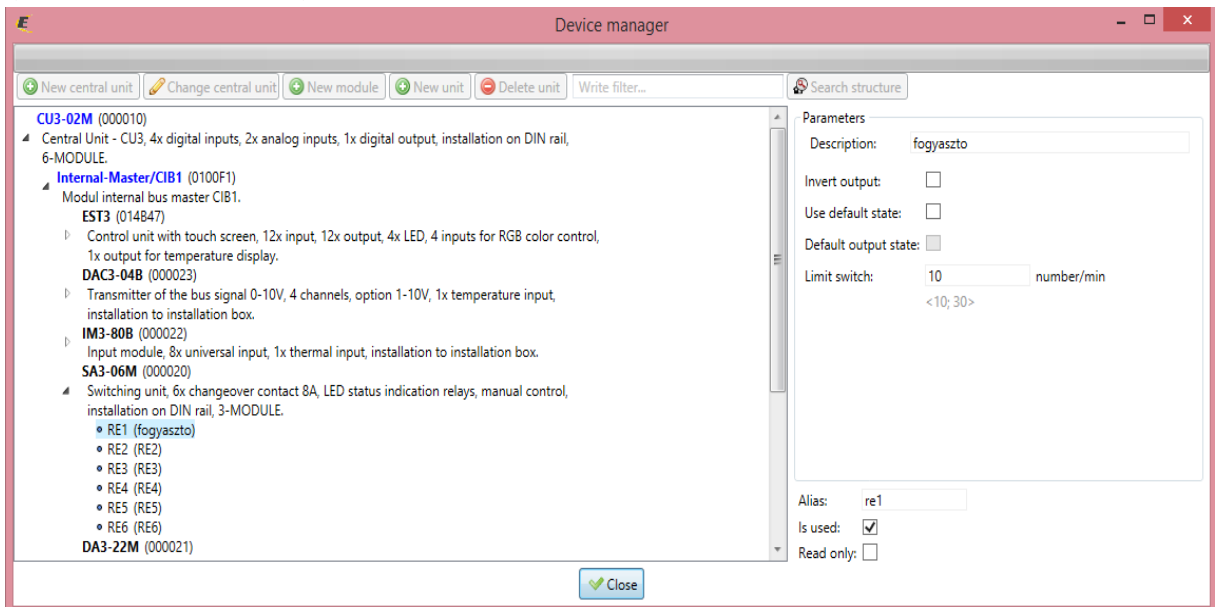 Device manager
New central unit
Change central unit
New module
New unit
Delete unit
Write filter...
Search structure
CU3-02M (000010)
Central Unit - CU3, 4x digital inputs, 2x analog inputs, 1x digital output, installation on DIN rail,
6-MODULE.
Internal-Master/CIB1 (0100F1)
Modul internal bus master CIB1.
EST3 (014B47)
Control unit with touch screen, 12x input, 12x output, 4x LED, 4 inputs for RGB color control,
1x output for temperature display.
DAC3-04B (000023)
Transmitter of the bus signal 0-10V, 4 channels, option 1-10V, 1x temperature input,
installation to installation box.
IM3-80B (000022)
Input module, 8x universal input, 1x thermal input, installation to installation box.
SA3-06M (000020)
Switching unit, 6x changeover contact 8A, LED status indication relays, manual control,
installation on DIN rail, 3-MODULE.
RE1 (fogyaszto)
RE2 (RE2)
RE3 (RE3)
RE4 (RE4)
RE5 (RE5)
RE6 (RE6)
DA3-22M (000021)
Parameters
Description: fogyaszto
Invert output:
Use default state:
Default output state:
Limit switch: 10 number/min
<10; 30>
Alias: re1
Is used:
Read only:
Close